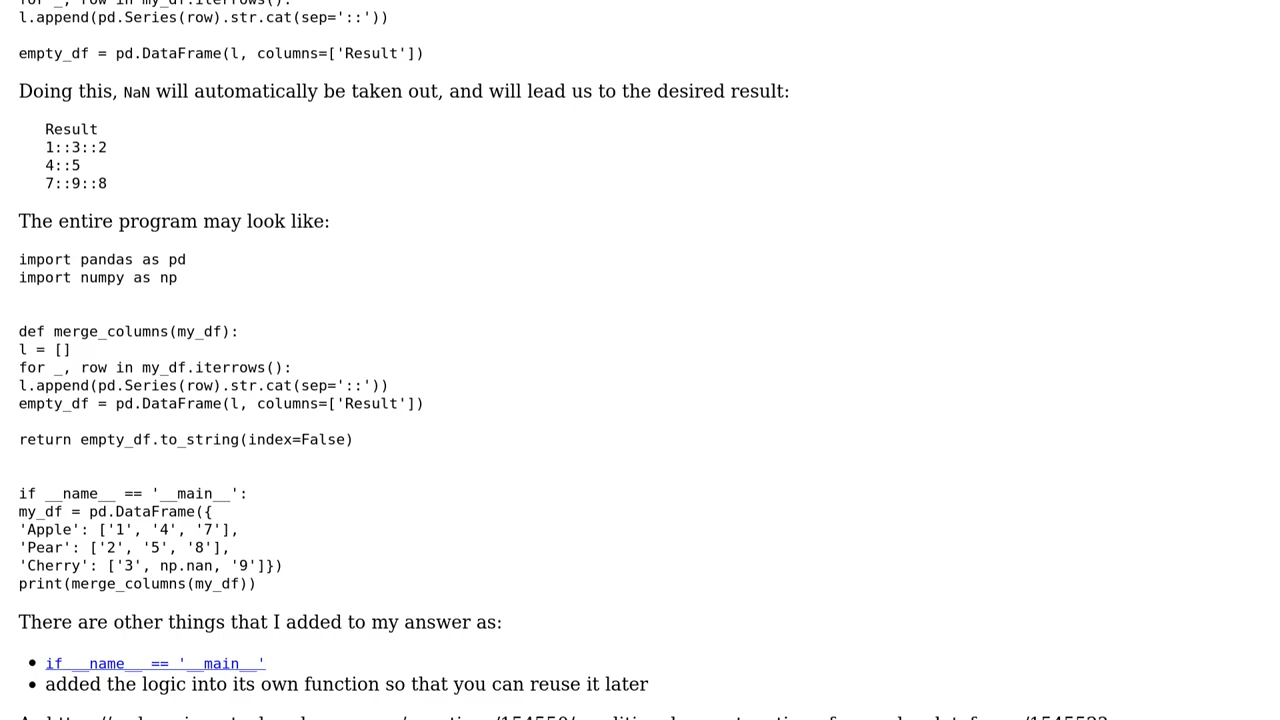 for _, row in my_df.iterrows():
l.append(pd.Series(row).str.cat(sep='::'))
empty_df = pd.DataFrame(l, columns=['Result'])
Doing this, NaN will automatically be taken out, and will lead us to the desired result:
Result
1::3::2
4::5
7::9::8
The entire program may look like:
import pandas as pd
import numpy as np
def merge_columns(my_df):
l = []
for _, row in my_df.iterrows():
l.append(pd.Series(row).str.cat(sep='::'))
empty_df = pd.DataFrame(l, columns=['Result'])
return empty_df.to_string(index=False)
if __name__ == '__main__':
my_df = pd.DataFrame({
'Apple': ['1', '4', '7'],
'Pear': ['2', '5', '8'],
'Cherry': ['3', np.nan, '9']})
print(merge_columns(my_df))
There are other things that I added to my answer as:
if __name__ == '__main__'
added the logic into its own function so that you can reuse it later